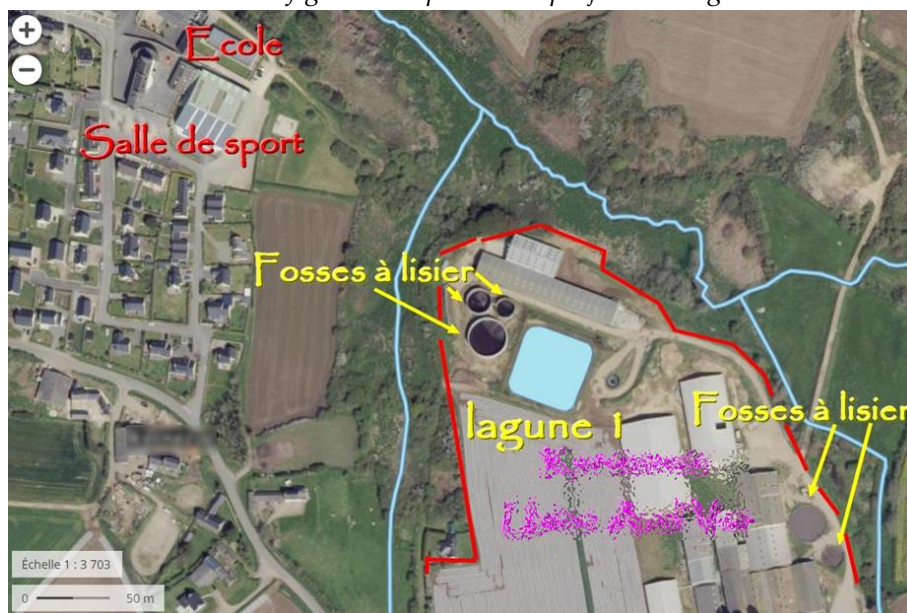 +
Ecole
−
Salle de sport
Fosses à lisier
Fosses à lisier
lagune 1
Échelle 1 : 3 703
0 50 m